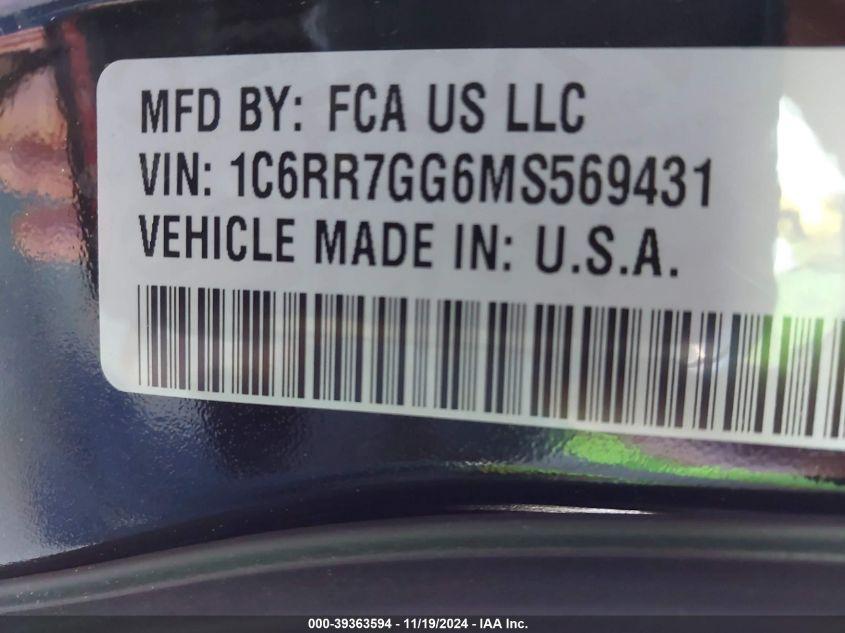 MFD BY: FCA US LLC
VIN: 1C6RR7GG6MS569431
VEHICLE MADE IN: U.S.A.
000-39363594 - 11/19/2024 - IAA Inc.